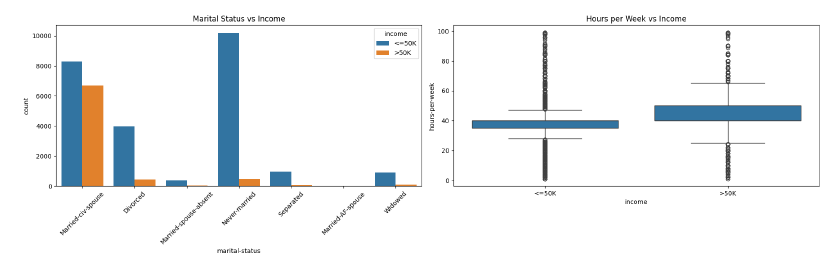 Marital Status vs Income
count
10000
8000
6000
4000
2000
0
income
<=50K
>50K
Married-civ-spouse
Divorced
Married-spouse-absent
Never-married
Separated
Married-AF-spouse
Widowed
marital-status
Hours per Week vs Income
hours-per-week
100
80
60
40
20
0
<=50K
>50K
income